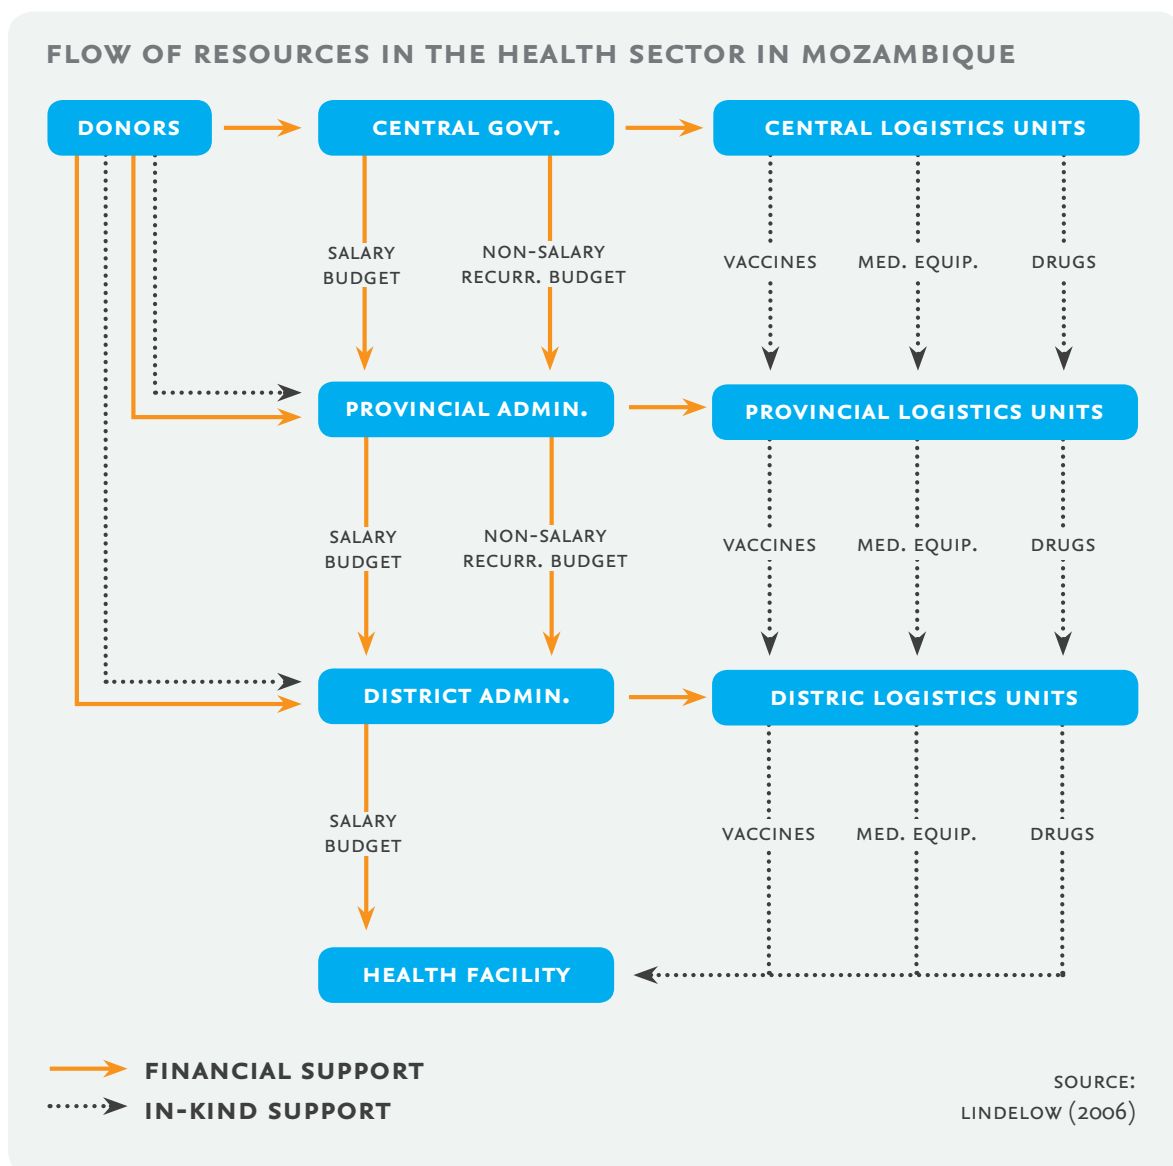 FLOW OF RESOURCES IN THE HEALTH SECTOR IN MOZAMBIQUE
DONORS
CENTRAL GOVT.
CENTRAL LOGISTICS UNITS
SALARY
BUDGET
NON-SALARY
RECURR. BUDGET
VACCINES
MED. EQUIP.
DRUGS
PROVINCIAL ADMIN.
PROVINCIAL LOGISTICS UNITS
SALARY
BUDGET
NON-SALARY
RECURR. BUDGET
VACCINES
MED. EQUIP.
DRUGS
DISTRICT ADMIN.
DISTRIC LOGISTICS UNITS
SALARY
BUDGET
VACCINES
MED. EQUIP.
DRUGS
HEALTH FACILITY
FINANCIAL SUPPORT
IN-KIND SUPPORT
SOURCE:
LINDELOW (2006)